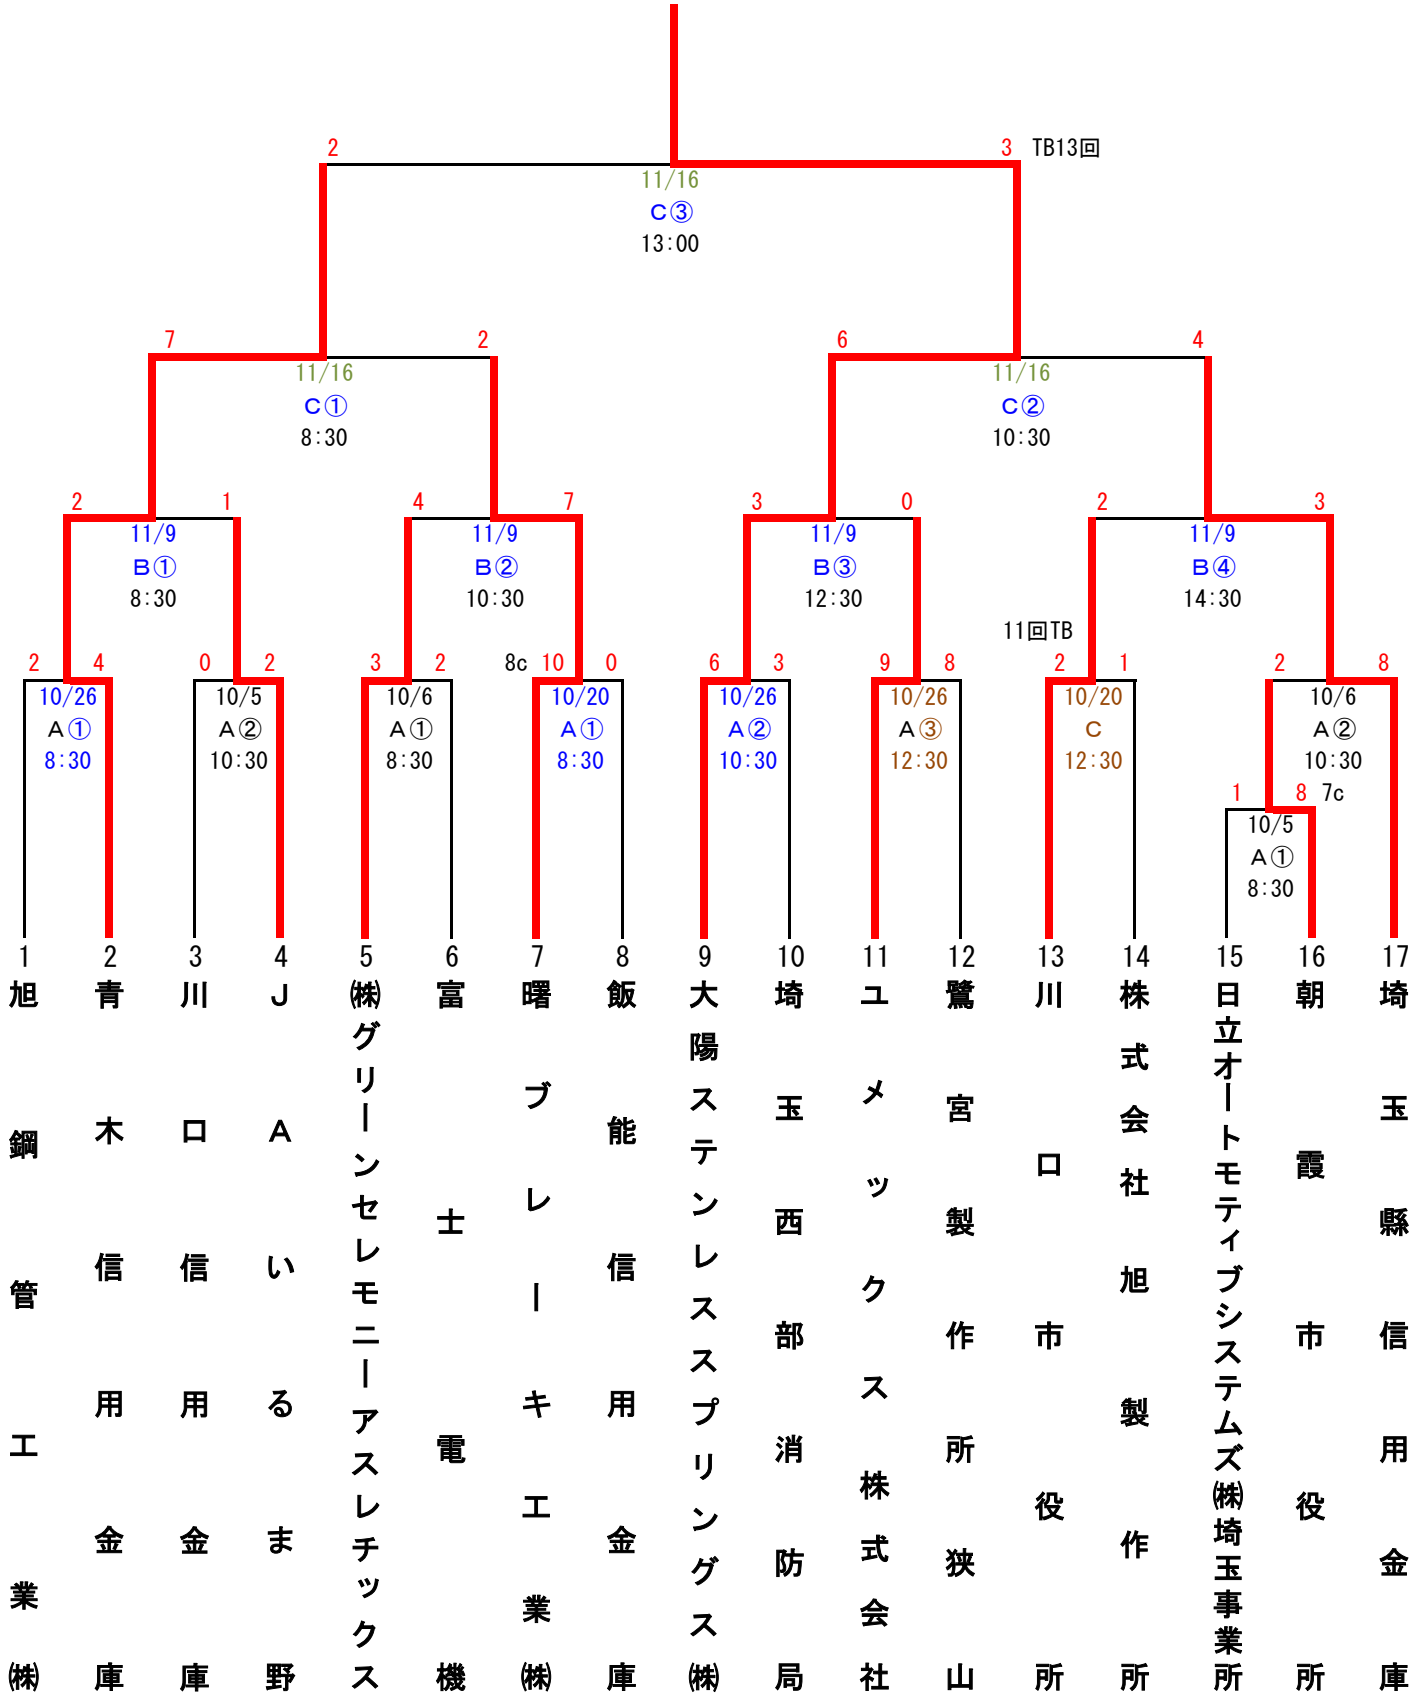 2 3 TB13回
11/16
C③
13:00
7 2 6 4
11/16 11/16
C① C②
8:30 10:30
2 1 4 7 3 0 2 3
11/9 11/9 11/9 11/9
B① B② B③ B④
8:30 10:30 12:30 14:30
11回TB
2 4 0 2 3 2 8c 10 0 6 3 9 8 2 1 2 8
10/26 10/5 10/6 10/20 10/26 10/26 10/20 10/6
A① A② A① A① A② A③ C A②
8:30 10:30 8:30 8:30 10:30 12:30 12:30 10:30
1 8 7c
10/5
A①
8:30
1 2 3 4 5 6 7 8 9 10 11 12 13 14 15 16 17
旭鋼管工業㈱
青木信用金庫
川口信用金庫
JAいるま野
㈱グリーンセレモニーアスレチックス
富士電機
曙ブレーキ工業㈱
飯能信用金庫
大陽ステンレススプリングス㈱
埼玉西部消防局
ユメックス株式会社
鷺宮製作所狭山
川口市役所
株式会社旭製作所
日立オートモティブシステムズ㈱埼玉事業所
朝霞市役所
埼玉縣信用金庫